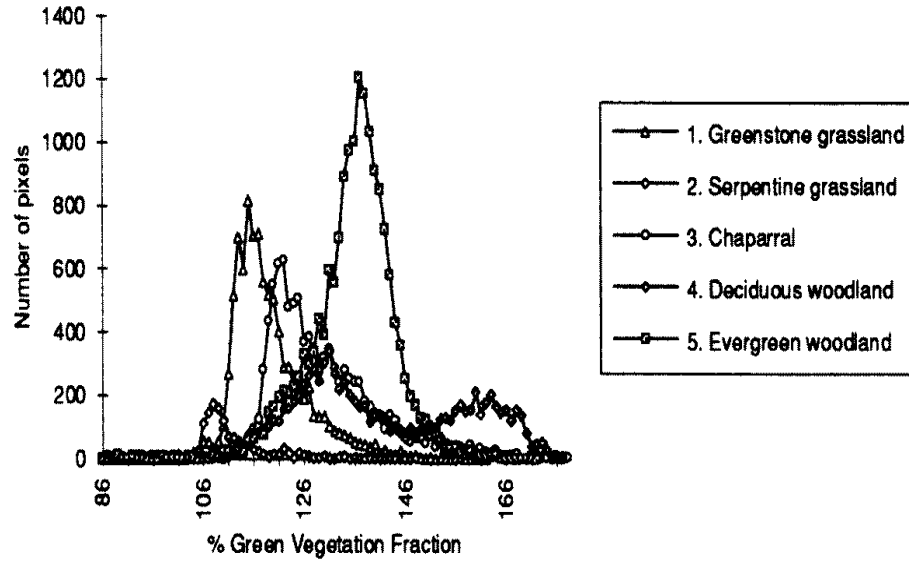 1400
1200
1000
800
600
400
200
0
Number of pixels
86
106
126
146
166
% Green Vegetation Fraction
1. Greenstone grassland
2. Serpentine grassland
3. Chaparral
4. Deciduous woodland
5. Evergreen woodland